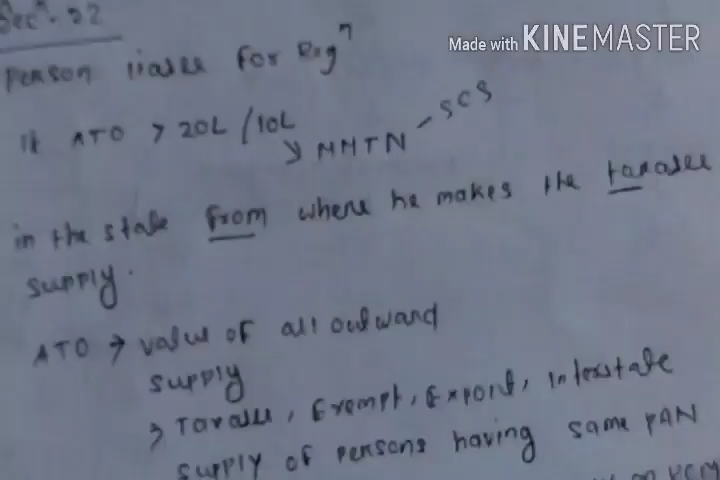 Secⁿ. 22
Made with KINEMASTER
Person liable for Regⁿ
If ATO > 20L / 10L
↘ MMTN - SCS
in the state From where he makes the taxable
supply.
ATO → value of all outward
supply
→ Taxable, Exempt, Export, Interstate
supply of persons having same PAN